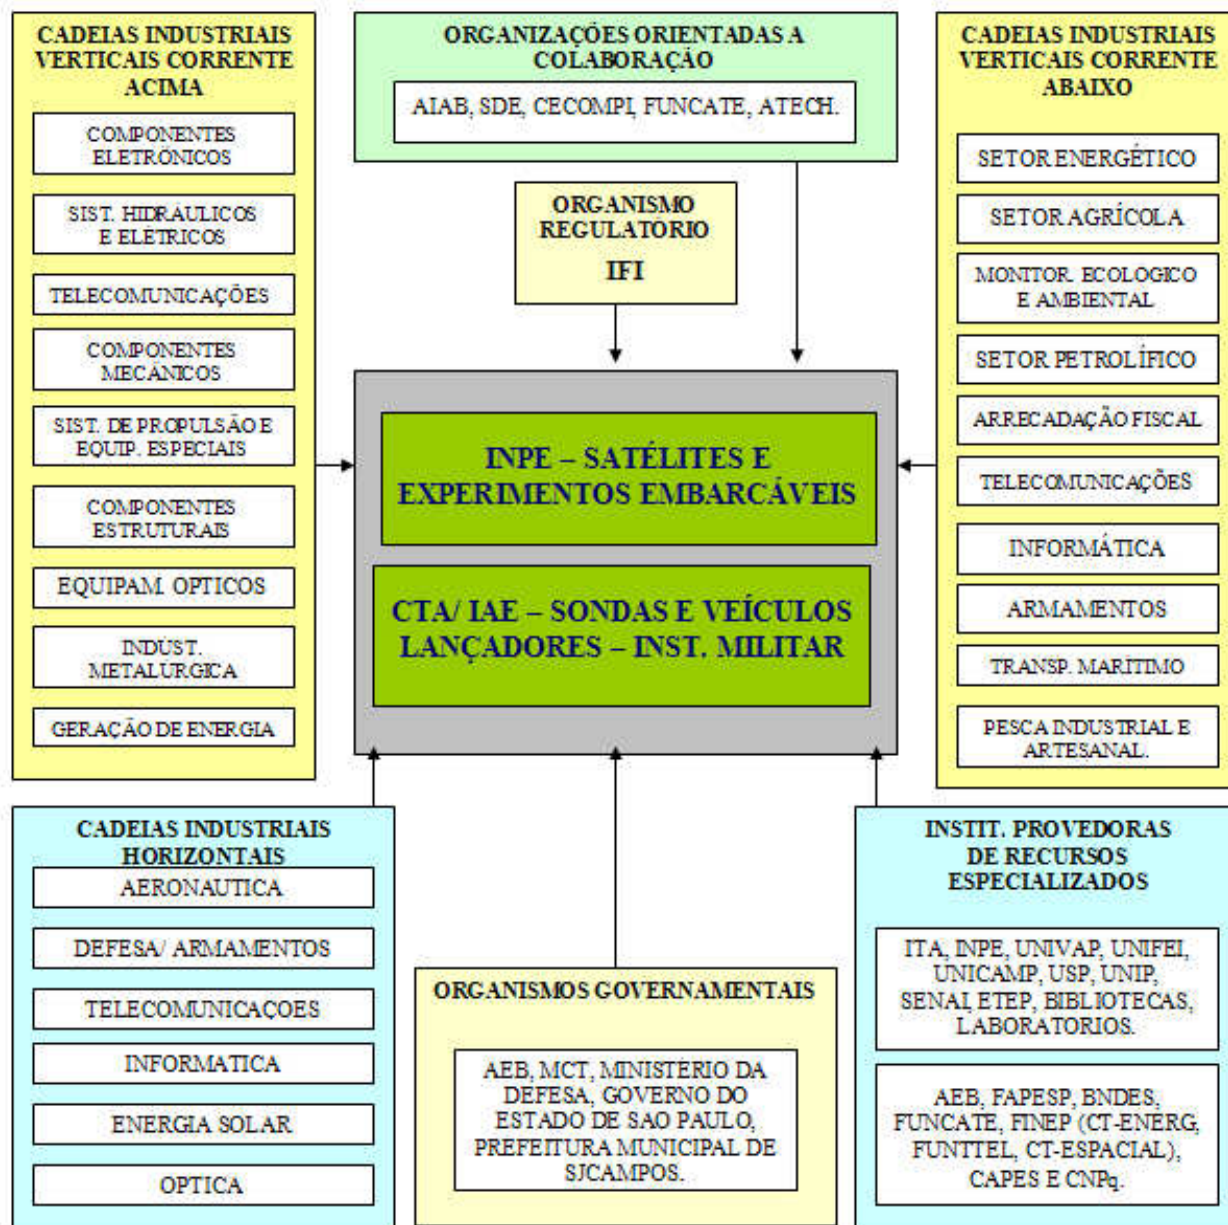 CADEIAS INDUSTRIAIS
VERTICAIS CORRENTE
ACIMA
COMPONENTES
ELETRÔNICOS
SIST. HIDRAULICOS
E ELETRICOS
TELECOMUNICAÇÕES
COMPONENTES
MECÂNICOS
SIST. DE PROPULSÃO E
EQUIP. ESPECIAIS
COMPONENTES
ESTRUTURAIS
EQUIPAM. OPTICOS
INDUST.
METALURGICA
GERAÇÃO DE ENERGIA
ORGANIZAÇÕES ORIENTADAS A
COLABORAÇÃO
AIAB, SDE, CECOMPI, FUNCATE, ATECH.
ORGANISMO
REGULATÓRIO
IFI
INPE – SATÉLITES E
EXPERIMENTOS EMBARCÁVEIS
CTA/ IAE – SONDAS E VEÍCULOS
LANÇADORES – INST. MILITAR
CADEIAS INDUSTRIAIS
VERTICAIS CORRENTE
ABAIXO
SETOR ENERGÉTICO
SETOR AGRÍCOLA
MONITOR. ECOLOGICO
E AMBIENTAL
SETOR PETROLÍFICO
ARRECADAÇÃO FISCAL
TELECOMUNICAÇÕES
INFORMÁTICA
ARMAMENTOS
TRANSP. MARÍTIMO
PESCA INDUSTRIAL E
ARTESANAL.
CADEIAS INDUSTRIAIS
HORIZONTAIS
AERONAUTICA
DEFESA/ ARMAMENTOS
TELECOMUNICAÇOES
INFORMATICA
ENERGIA SOLAR
OPTICA
ORGANISMOS GOVERNAMENTAIS
AEB, MCT, MINISTERIO DA
DEFESA, GOVERNO DO
ESTADO DE SAO PAULO,
PREFEITURA MUNICIPAL DE
SJCAMPOS.
INSTIT. PROVEDORAS
DE RECURSOS
ESPECIALIZADOS
ITA, INPE, UNIVAP, UNIFEI,
UNICAMP, USP, UNIP,
SENAI, ETEP, BIBLIOTECAS,
LABORATORIOS.
AEB, FAPESP, BNDES,
FUNCATE, FINEP (CT-ENERG,
FUNTTEL, CT-ESPACIAL),
CAPES E CNPq.